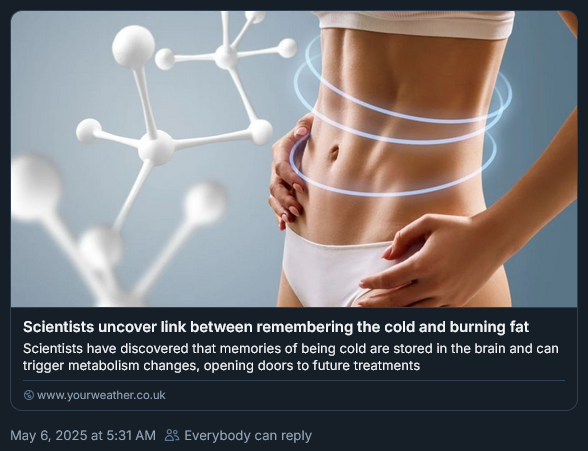 Scientists uncover link between remembering the cold and burning fat
Scientists have discovered that memories of being cold are stored in the brain and can
trigger metabolism changes, opening doors to future treatments
www.yourweather.co.uk
May 6, 2025 at 5:31 AM Everybody can reply